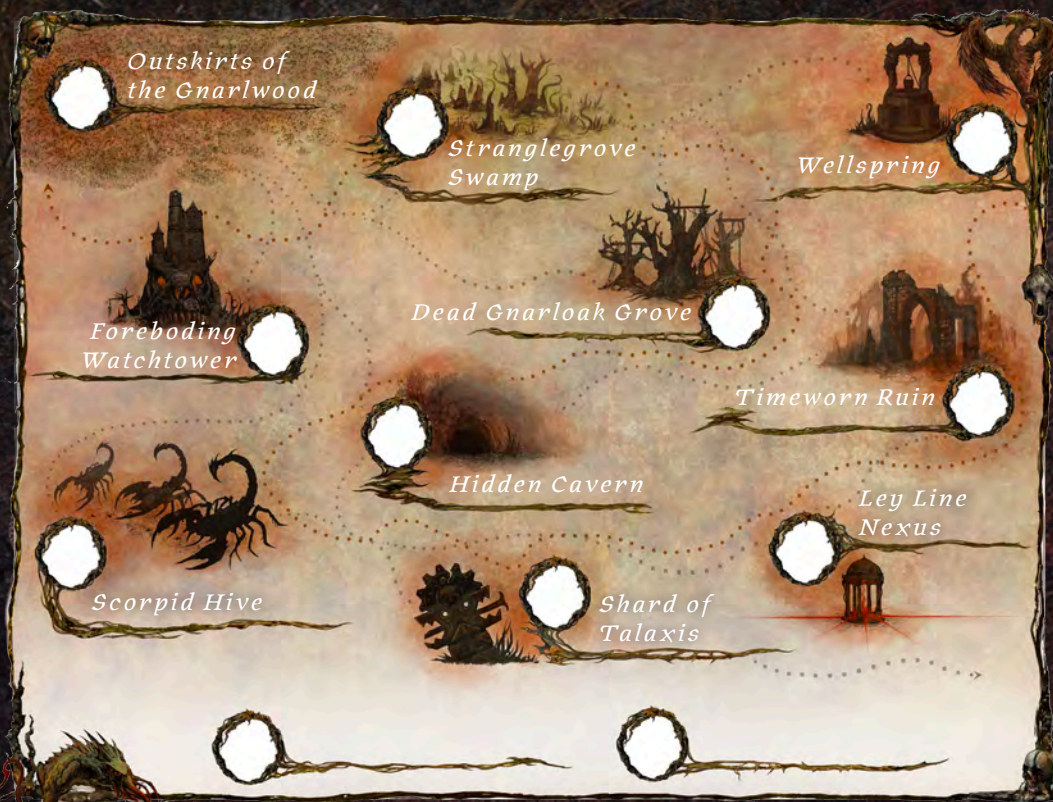 Outskirts of
the Gnarlwood
Stranglegrove
Swamp
Wellspring
Foreboding
Watchtower
Dead Gnarloak Grove
Timeworn Ruin
Hidden Cavern
Ley Line
Nexus
Scorpid Hive
Shard of
Talaxis